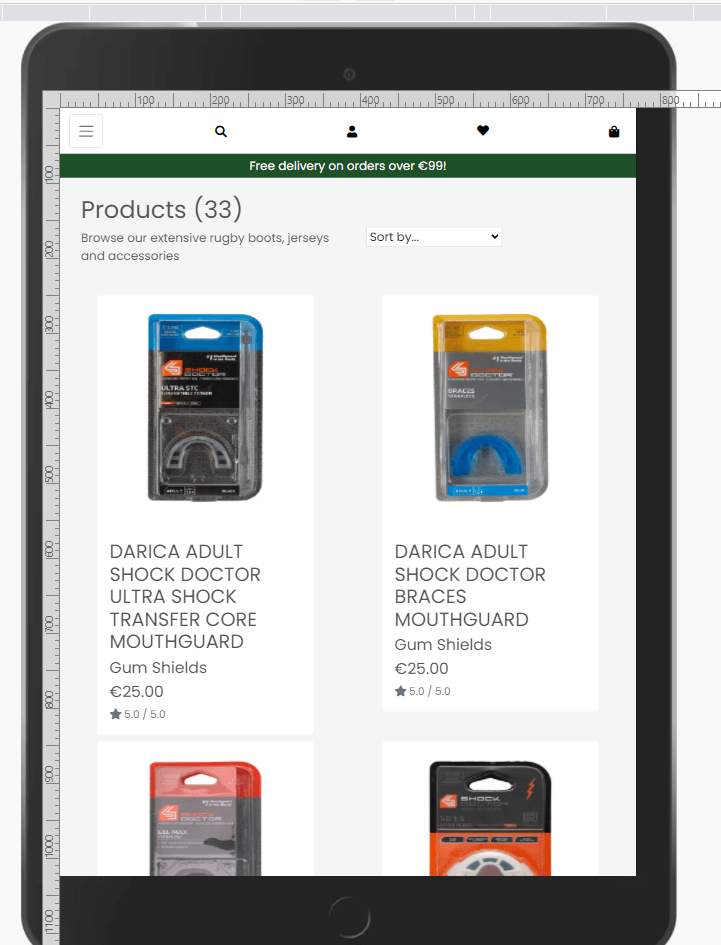 100 200 300 400 500 600 700 800
100
200
300
400
500
600
700
800
900
1000
1100
Free delivery on orders over €99!
Products (33)
Browse our extensive rugby boots, jerseys
and accessories
Sort by...
SHOCK
DOCTOR
ULTRA STC
SHOCK
DOCTOR
BRACES
DARICA ADULT
SHOCK DOCTOR
ULTRA SHOCK
TRANSFER CORE
MOUTHGUARD
Gum Shields
€25.00
5.0 / 5.0
DARICA ADULT
SHOCK DOCTOR
BRACES
MOUTHGUARD
Gum Shields
€25.00
5.0 / 5.0
SHOCK
DOCTOR
GEL MAX
SHOCK
DOCTOR